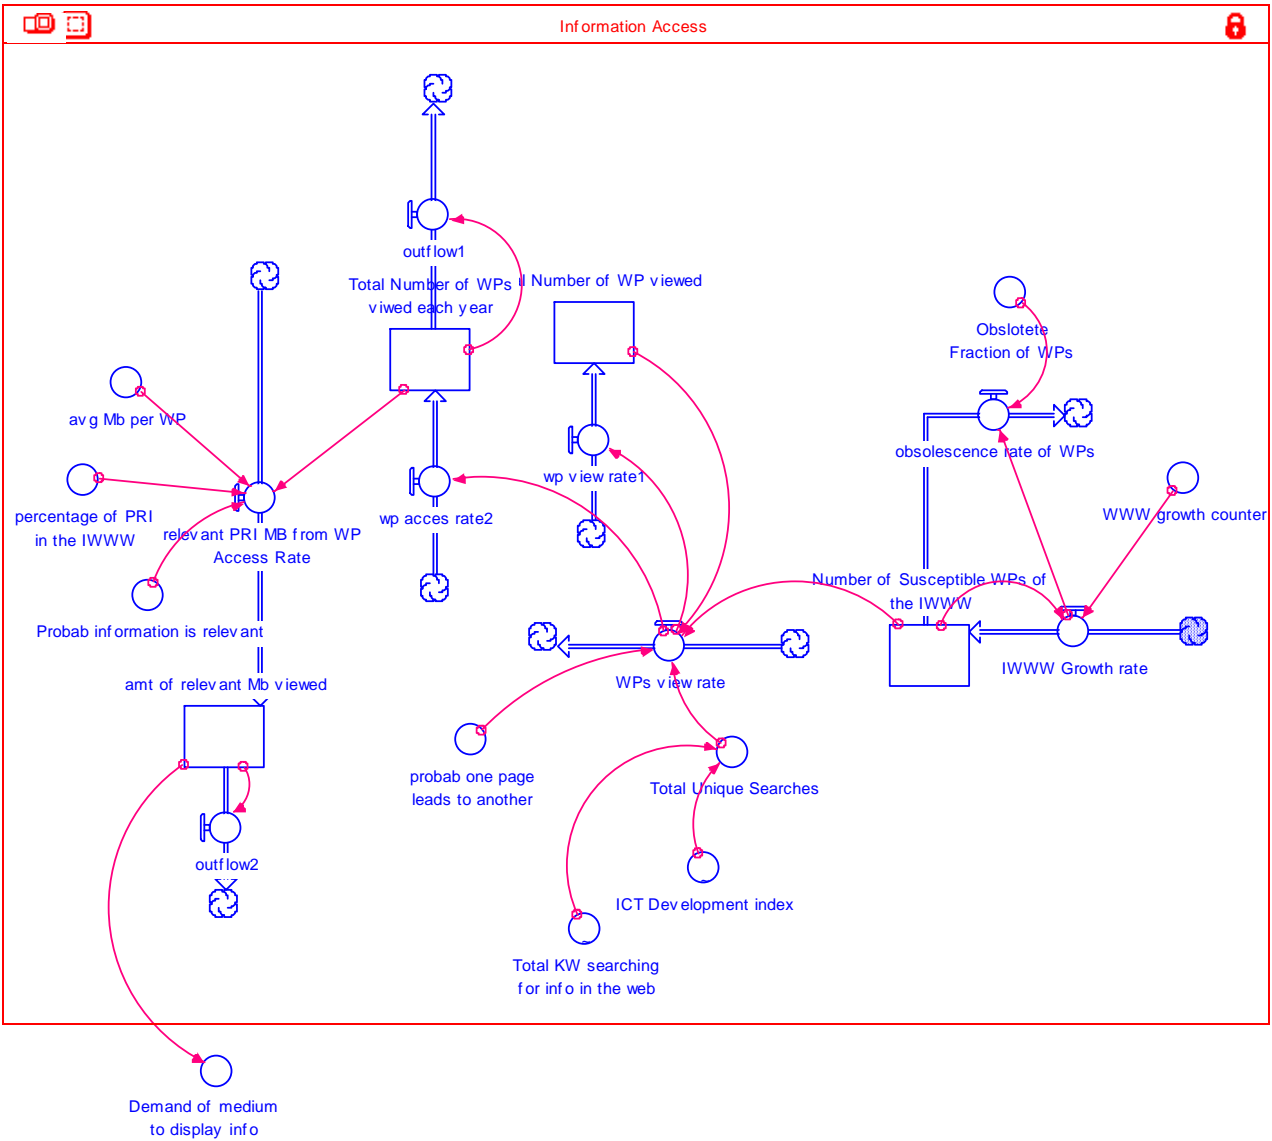 Information Access
outflow1
Total Number of WPs
viwed each year
l Number of WP viewed
Obslotete
Fraction of WPs
avg Mb per WP
obsolescence rate of WPs
wp view rate1
percentage of PRI
in the IWWW
wp acces rate2
WWW growth counter
relevant PRI MB from WP
Access Rate
Number of Susceptible WPs of
the IWWW
Probab information is relevant
IWWW Growth rate
amt of relevant Mb viewed
WPs view rate
probab one page
leads to another
Total Unique Searches
outflow2
ICT Development index
Total KW searching
for info in the web
Demand of medium
to display info